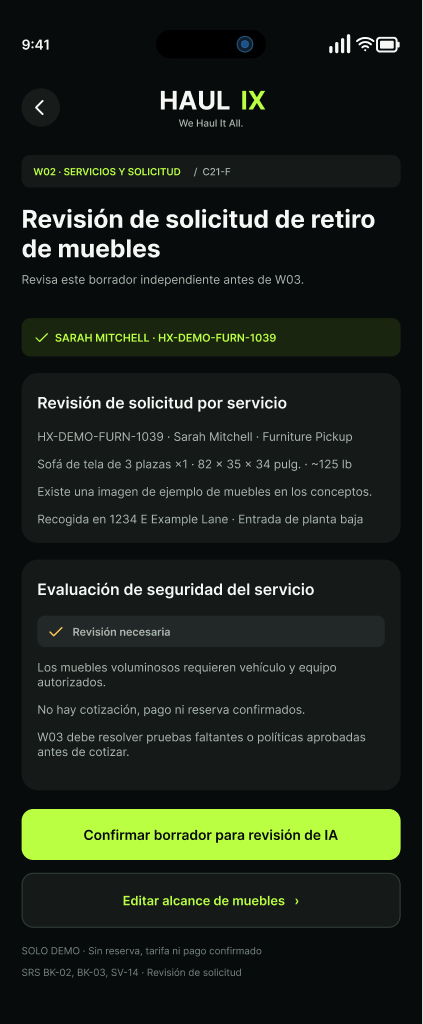 9:41
HAUL IX
We Haul It All.
W02 · SERVICIOS Y SOLICITUD / C21-F
Revisión de solicitud de retiro
de muebles
Revisa este borrador independiente antes de W03.
SARAH MITCHELL · HX-DEMO-FURN-1039
Revisión de solicitud por servicio
HX-DEMO-FURN-1039 · Sarah Mitchell · Furniture Pickup
Sofá de tela de 3 plazas ×1 · 82 × 35 × 34 pulg. · ~125 lb
Existe una imagen de ejemplo de muebles en los conceptos.
Recogida en 1234 E Example Lane · Entrada de planta baja
Evaluación de seguridad del servicio
Revisión necesaria
Los muebles voluminosos requieren vehículo y equipo
autorizados.
No hay cotización, pago ni reserva confirmados.
W03 debe resolver pruebas faltantes o políticas aprobadas
antes de cotizar.
Confirmar borrador para revisión de IA
Editar alcance de muebles ›
SOLO DEMO · Sin reserva, tarifa ni pago confirmado
SRS BK-02, BK-03, SV-14 · Revisión de solicitud